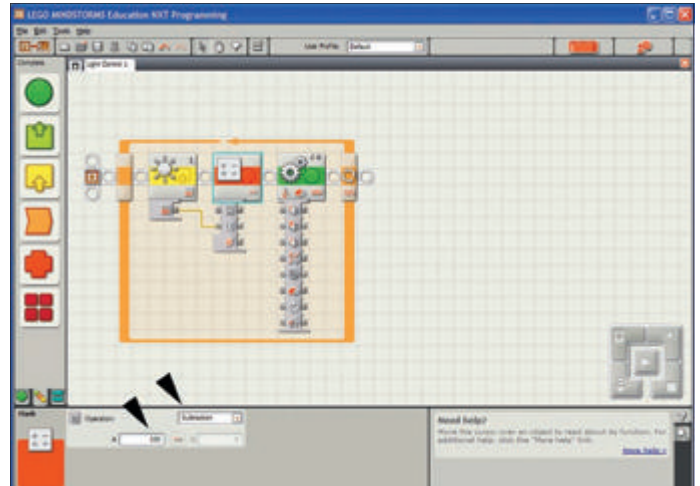 LEGO MINDSTORMS Education NXT Programming
File Edit Tools Help
User Profile: Default
Complete
Light Control 1
Math
Operation:
Subtraction
A
100
B
Need help?
Move the cursor over an object to read about its function. For
additional help, click the "More help" link.
More help »